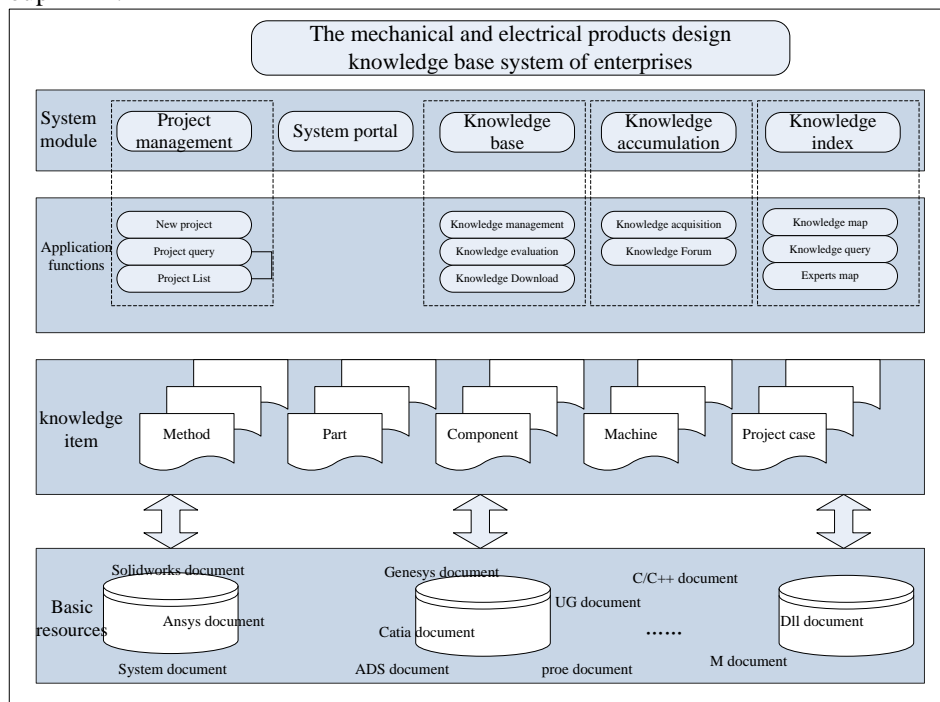 The mechanical and electrical products design
knowledge base system of enterprises
System
module
Project
management
System portal
Knowledge
base
Knowledge
accumulation
Knowledge
index
Application
functions
New project
Project query
Project List
Knowledge management
Knowledge evaluation
Knowledge Download
Knowledge acquisition
Knowledge Forum
Knowledge map
Knowledge query
Experts map
knowledge
item
Method
Part
Component
Machine
Project case
Basic
resources
Solidworks document
Ansys document
System document
Genesys document
Catia document
ADS document
UG document
proe document
C/C++ document
……
M document
Dll document